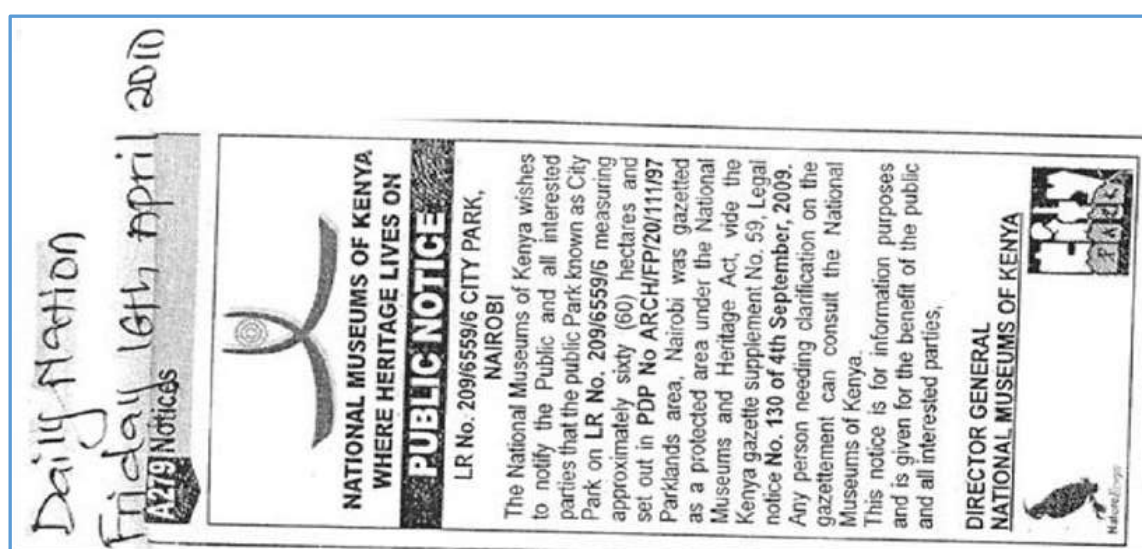 Daily Nation
Friday 16th April 2010
A279 Notices
NATIONAL MUSEUMS OF KENYA
WHERE HERITAGE LIVES ON
PUBLIC NOTICE
LR No: 209/6559/6 CITY PARK,
NAIROBI
The National Museums of Kenya wishes
to notify the Public and all interested
parties that the public Park known as City
Park on LR No. 209/6559/6 measuring
approximately sixty (60) hectares and
set out in PDP No ARCH/FP/20/111/97
Parklands area, Nairobi was gazetted
as a protected area under the National
Museums and Heritage Act, vide the
Kenya gazette supplement No. 59, Legal
notice No. 130 of 4th September, 2009.
Any person needing clarification on the
gazettement can consult the National
Museums of Kenya.
This notice is for information purposes
and is given for the benefit of the public
and all interested parties,
DIRECTOR GENERAL
NATIONAL MUSEUMS OF KENYA
NatureKenya
PARK